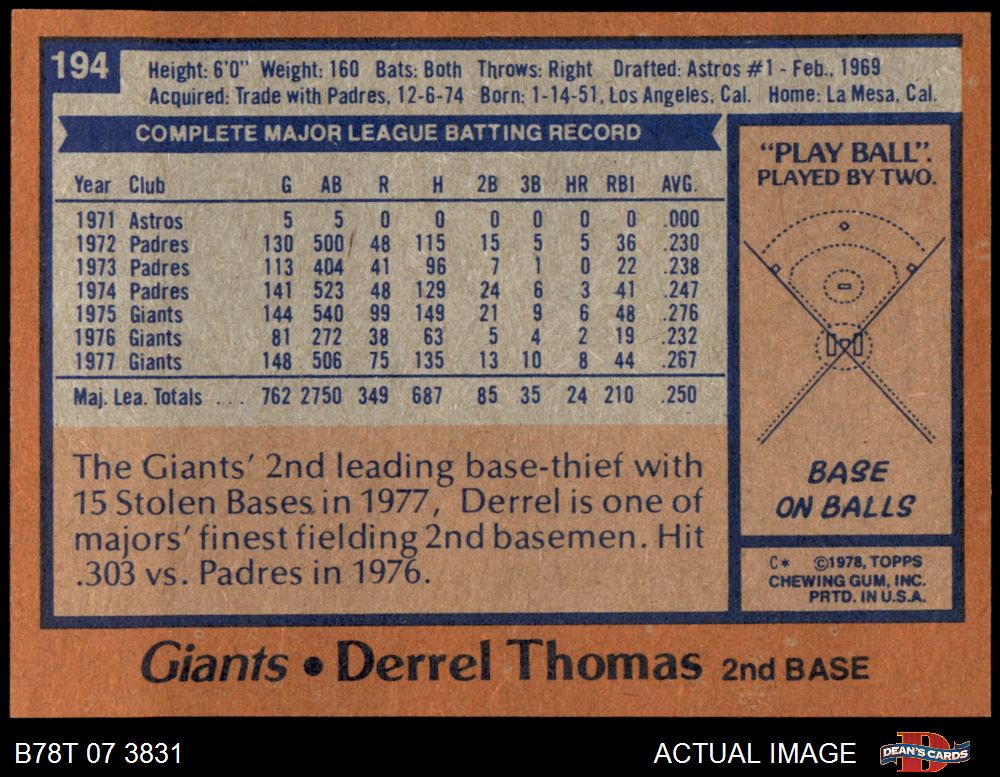 194
Height: 6'0" Weight: 160 Bats: Both Throws: Right Drafted: Astros #1 - Feb., 1969
Acquired: Trade with Padres, 12-6-74 Born: 1-14-51, Los Angeles, Cal. Home: La Mesa, Cal.
COMPLETE MAJOR LEAGUE BATTING RECORD
Year Club G AB R H 2B 3B HR RBI AVG.
1971 Astros 5 5 0 0 0 0 0 0 .000
1972 Padres 130 500 48 115 15 5 5 36 .230
1973 Padres 113 404 41 96 7 1 0 22 .238
1974 Padres 141 523 48 129 24 6 3 41 .247
1975 Giants 144 540 99 149 21 9 6 48 .276
1976 Giants 81 272 38 63 5 4 2 19 .232
1977 Giants 148 506 75 135 13 10 8 44 .267
Maj. Lea. Totals ... 762 2750 349 687 85 35 24 210 .250
The Giants' 2nd leading base-thief with
15 Stolen Bases in 1977, Derrel is one of
majors' finest fielding 2nd basemen. Hit
.303 vs. Padres in 1976.
"PLAY BALL".
PLAYED BY TWO.
BASE
ON BALLS
C* ©1978, TOPPS
CHEWING GUM, INC.
PRTD. IN U.S.A.
Giants • Derrel Thomas 2nd BASE
B78T 07 3831
ACTUAL IMAGE
DEAN'S CARDS